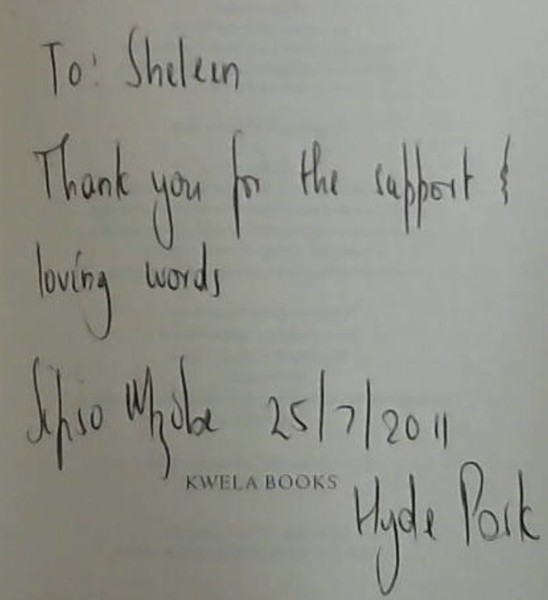 To: Sheleen
Thank you for the support &
loving words
Sifiso Mzobe 25/7/2011
KWELA BOOKS
Hyde Park